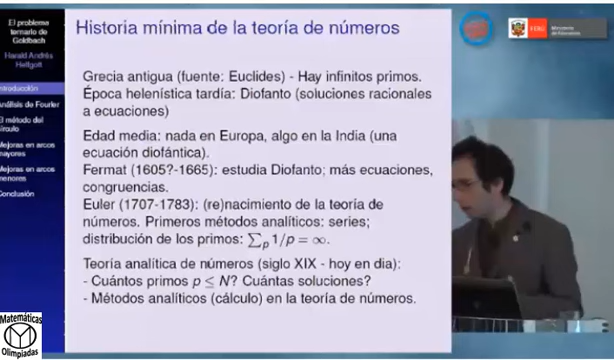 El problema
ternario de
Goldbach
Harald Andrés
Helfgott
Introducción
Análisis de Fourier
El método del
círculo
Mejoras en arcos
mayores
Mejoras en arcos
menores
Conclusión
Historia mínima de la teoría de números
Grecia antigua (fuente: Euclides) - Hay infinitos primos.
Época helenística tardía: Diofanto (soluciones racionales
a ecuaciones)
Edad media: nada en Europa, algo en la India (una
ecuación diofántica).
Fermat (1605?-1665): estudia Diofanto; más ecuaciones,
congruencias.
Euler (1707-1783): (re)nacimiento de la teoría de
números. Primeros métodos analíticos: series;
distribución de los primos: ∑p 1/p = ∞.
Teoría analítica de números (siglo XIX - hoy en dia):
- Cuántos primos p ≤ N? Cuántas soluciones?
- Métodos analíticos (cálculo) en la teoría de números.
PERÚ
Ministerio
de Educación
Matemáticas
Olimpiadas